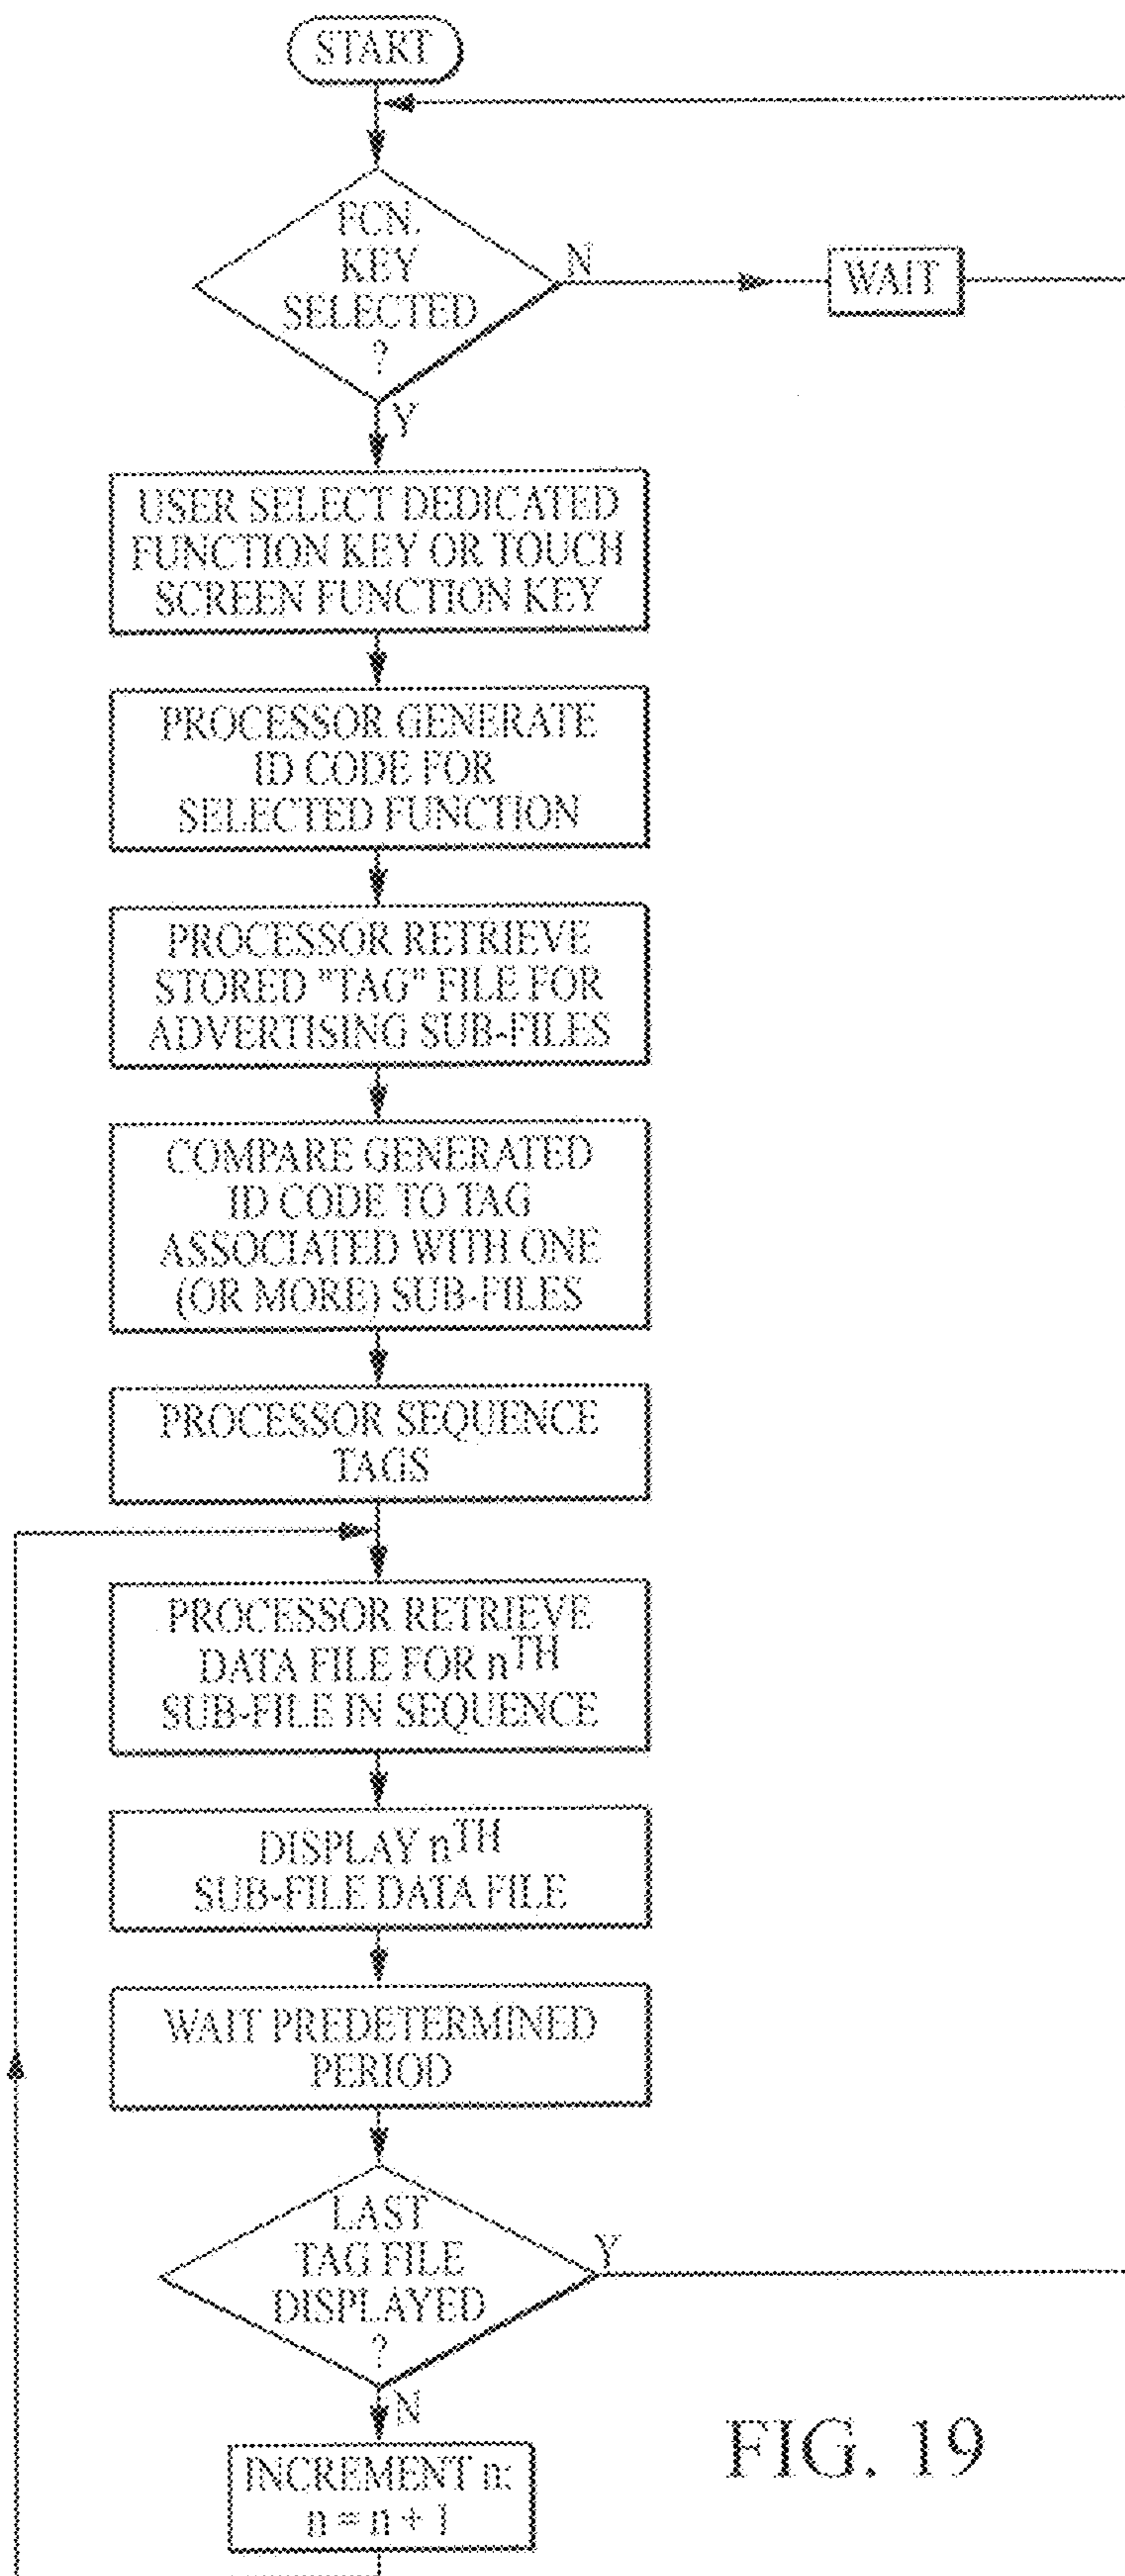 START
FCN.
KEY
SELECTED
?
N
WAIT
Y
USER SELECT DEDICATED
FUNCTION KEY OR TOUCH
SCREEN FUNCTION KEY
PROCESSOR GENERATE
ID CODE FOR
SELECTED FUNCTION
PROCESSOR RETRIEVE
STORED "TAG" FILE FOR
ADVERTISING SUB-FILES
COMPARE GENERATED
ID CODE TO TAG
ASSOCIATED WITH ONE
(OR MORE) SUB-FILES
PROCESSOR SEQUENCE
TAGS
PROCESSOR RETRIEVE
DATA FILE FOR nTH
SUB-FILE IN SEQUENCE
DISPLAY nTH
SUB-FILE DATA FILE
WAIT PREDETERMINED
PERIOD
LAST
TAG FILE
DISPLAYED
?
Y
N
INCREMENT n:
n = n + 1
FIG. 19